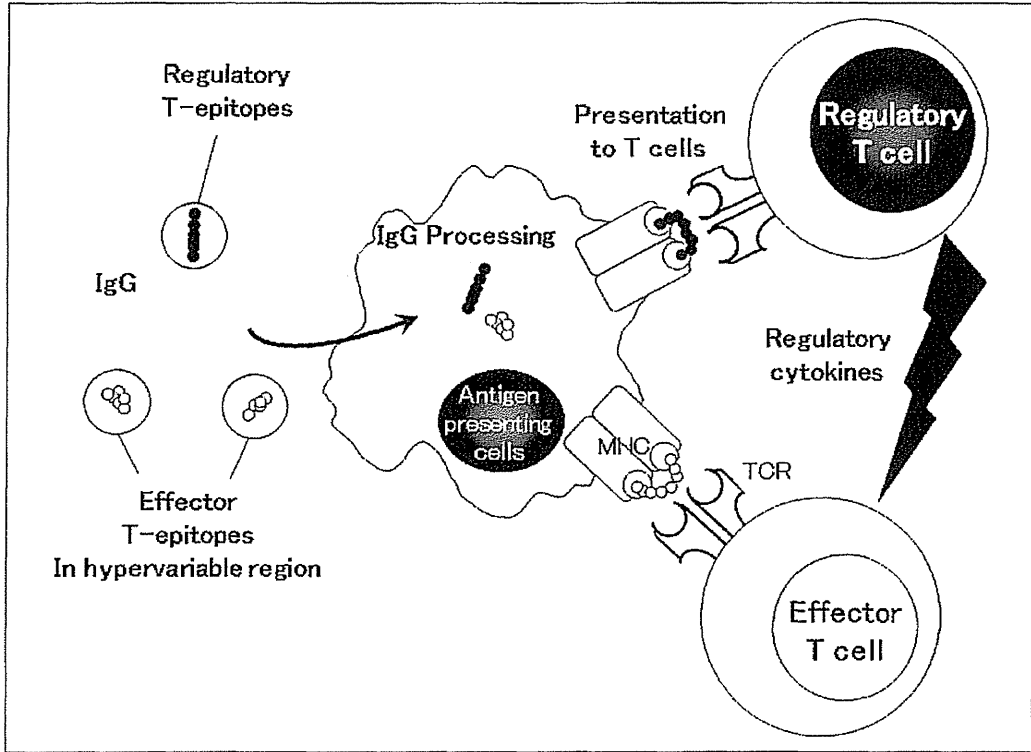 Regulatory
T-epitopes
IgG
Effector
T-epitopes
In hypervariable region
IgG Processing
Antigen
presenting
cells
Presentation
to T cells
MHC
TCR
Regulatory
T cell
Regulatory
cytokines
Effector
T cell